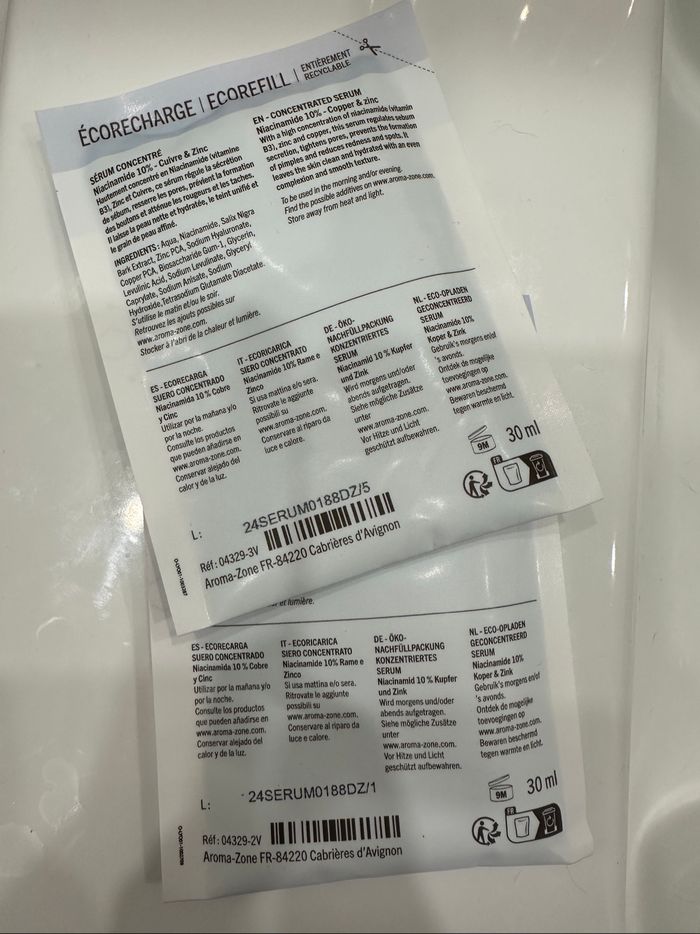 ÉCORECHARGE | ECOREFILL | ENTIÈREMENT
RECYCLABLE
SÉRUM CONCENTRÉ
Niacinamide 10% - Cuivre & Zinc
Hautement concentré en Niacinamide (vitamine
B3), Zinc et Cuivre, ce sérum régule la sécrétion
de sébum, resserre les pores, prévient la formation
des boutons et atténue les rougeurs et les taches.
Il laisse la peau nette et hydratée, le teint unifié et
le grain de peau affiné.
INGREDIENTS : Aqua, Niacinamide, Salix Nigra
Bark Extract, Zinc PCA, Sodium Hyaluronate,
Copper PCA, Biosaccharide Gum-1, Glycerin,
Levulinic Acid, Sodium Levulinate, Glyceryl
Caprylate, Sodium Anisate, Sodium
Hydroxide, Tetrasodium Glutamate Diacetate.
S'utilise le matin et/ou le soir.
Retrouvez les ajouts possibles sur
www.aroma-zone.com.
Stocker à l'abri de la chaleur et lumière.
EN - CONCENTRATED SERUM
Niacinamide 10% - Copper & zinc
With a high concentration of niacinamide (vitamin
B3), zinc and copper, this serum regulates sebum
secretion, tightens pores, prevents the formation
of pimples and reduces redness and spots. It
leaves the skin clean and hydrated with an even
complexion and smooth texture.
To be used in the morning and/or evening.
Find the possible additives on www.aroma-zone.com.
Store away from heat and light.
ES - ECORECARGA
SUERO CONCENTRADO
Niacinamida 10 % Cobre
y Cinc
Utilizar por la mañana y/o
por la noche.
Consulte los productos
que pueden añadirse en
www.aroma-zone.com.
Conservar alejado del
calor y de la luz.
IT - ECORICARICA
SIERO CONCENTRATO
Niacinamide 10% Rame e
Zinco
Si usa mattina e/o sera.
Ritrovate le aggiunte
possibili su
www.aroma-zone.com.
Conservare al riparo da
luce e calore.
DE - ÖKO-
NACHFÜLLPACKUNG
KONZENTRIERTES
SERUM
Niacinamid 10 % Kupfer
und Zink
Wird morgens und/oder
abends aufgetragen.
Siehe mögliche Zusätze
unter
www.aroma-zone.com.
Vor Hitze und Licht
geschützt aufbewahren.
NL - ECO-OPLADEN
GECONCENTREERD
SERUM
Niacinamide 10%
Koper & Zink
Gebruik's morgens en/of
's avonds.
Ontdek de mogelijke
toevoegingen op
www.aroma-zone.com.
Bewaren beschermd
tegen warmte en licht.
9M
30 ml
FR
L:
24SERUM0188DZ/5
Réf : 04329-3V
Aroma-Zone FR-84220 Cabrières d'Avignon
et lumière.
ES - ECORECARGA
SUERO CONCENTRADO
Niacinamida 10 % Cobre
y Cinc
Utilizar por la mañana y/o
por la noche.
Consulte los productos
que pueden añadirse en
www.aroma-zone.com.
Conservar alejado del
calor y de la luz.
IT - ECORICARICA
SIERO CONCENTRATO
Niacinamide 10% Rame e
Zinco
Si usa mattina e/o sera.
Ritrovate le aggiunte
possibili su
www.aroma-zone.com.
Conservare al riparo da
luce e calore.
DE - ÖKO-
NACHFÜLLPACKUNG
KONZENTRIERTES
SERUM
Niacinamid 10 % Kupfer
und Zink
Wird morgens und/oder
abends aufgetragen.
Siehe mögliche Zusätze
unter
www.aroma-zone.com.
Vor Hitze und Licht
geschützt aufbewahren.
NL - ECO-OPLADEN
GECONCENTREERD
SERUM
Niacinamide 10%
Koper & Zink
Gebruik's morgens en/of
's avonds.
Ontdek de mogelijke
toevoegingen op
www.aroma-zone.com.
Bewaren beschermd
tegen warmte en licht.
9M
30 ml
FR
L:
24SERUM0188DZ/1
Réf : 04329-2V
Aroma-Zone FR-84220 Cabrières d'Avignon